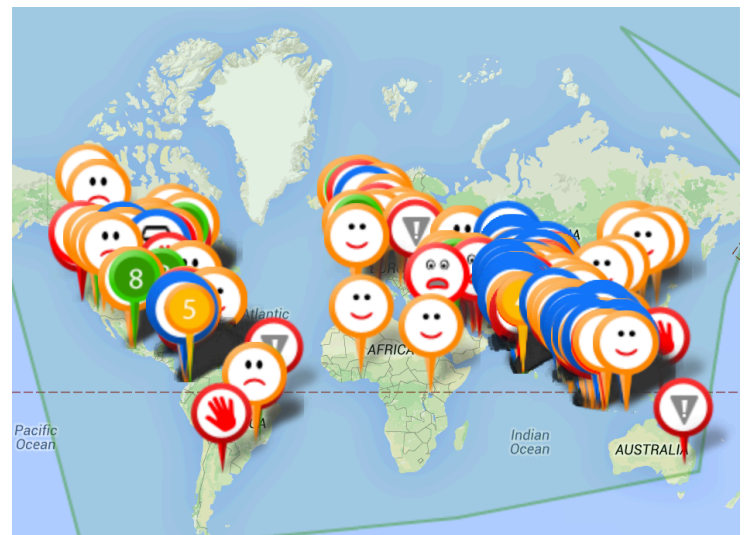 8
5
Atlantic
AFRICA
Pacific
Ocean
Indian
Ocean
AUSTRALIA